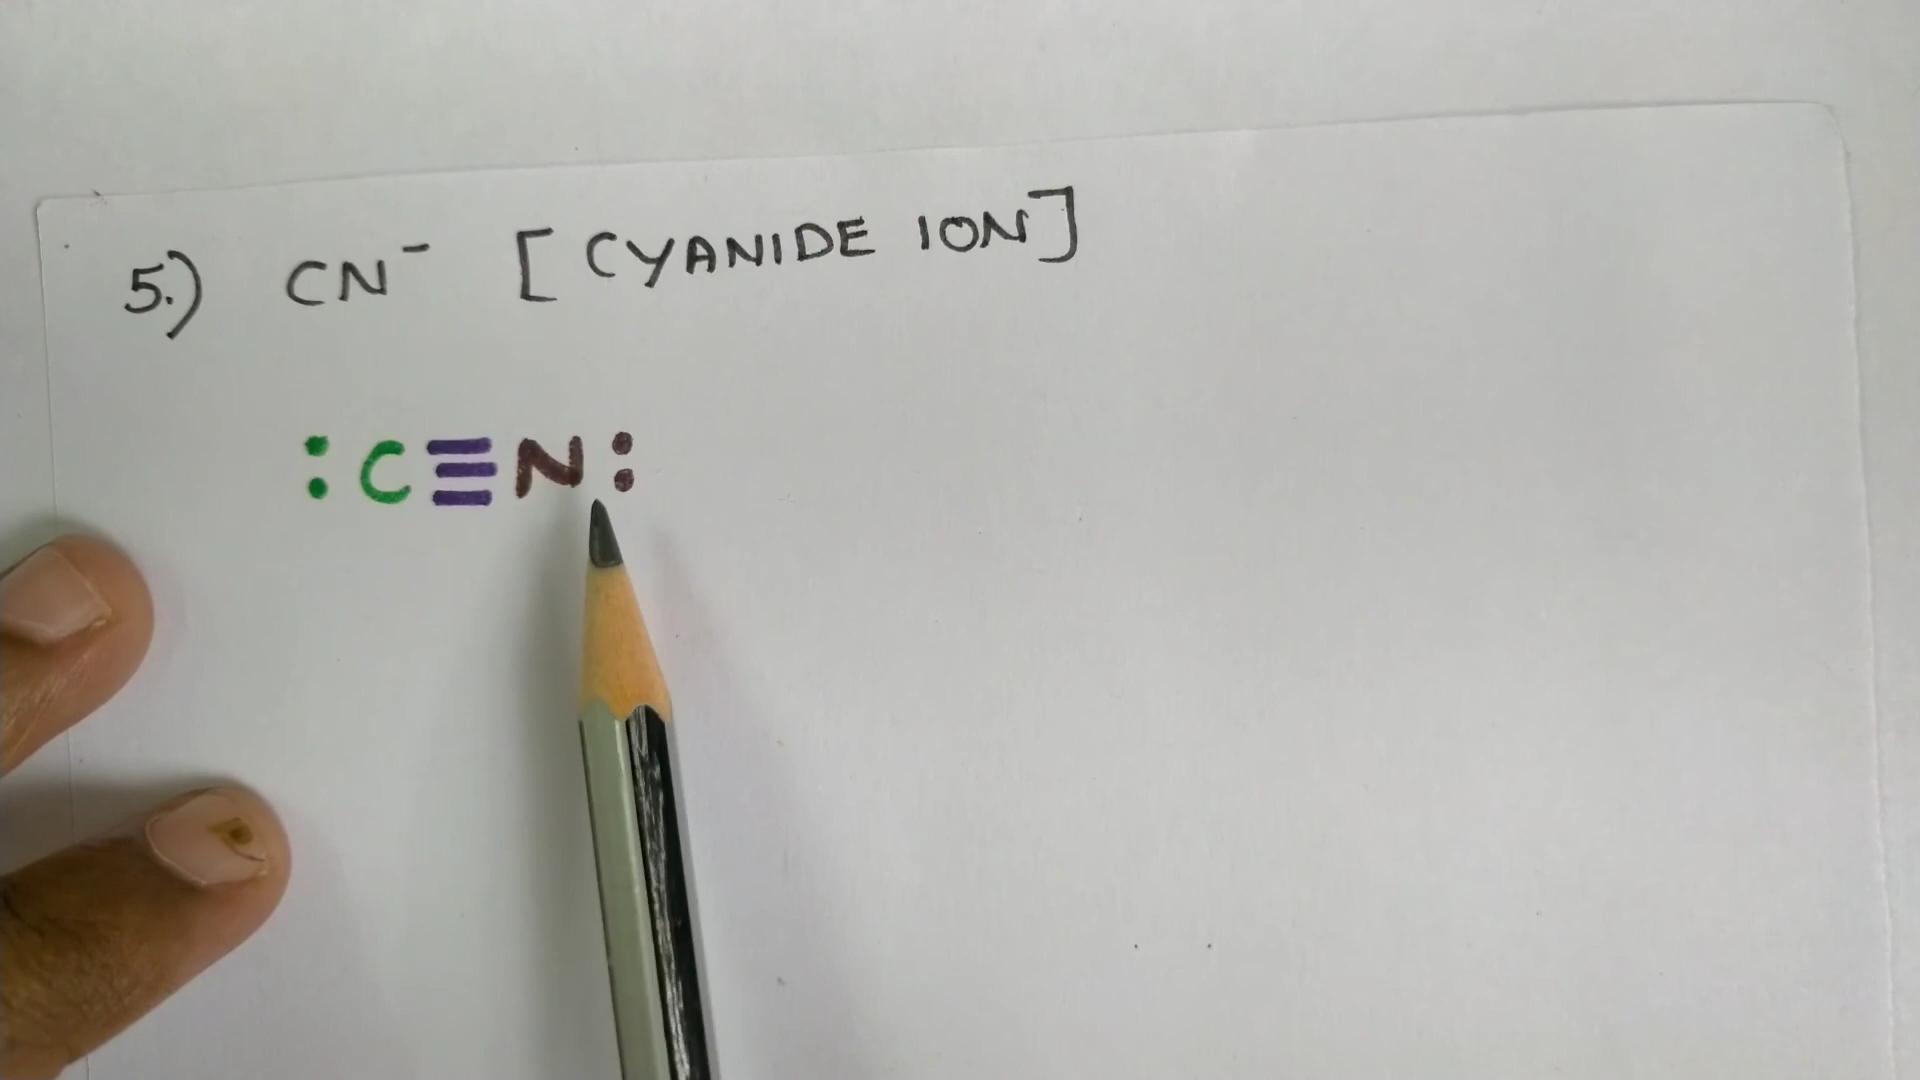 5.) CN⁻ [CYANIDE ION]
:C≡N: